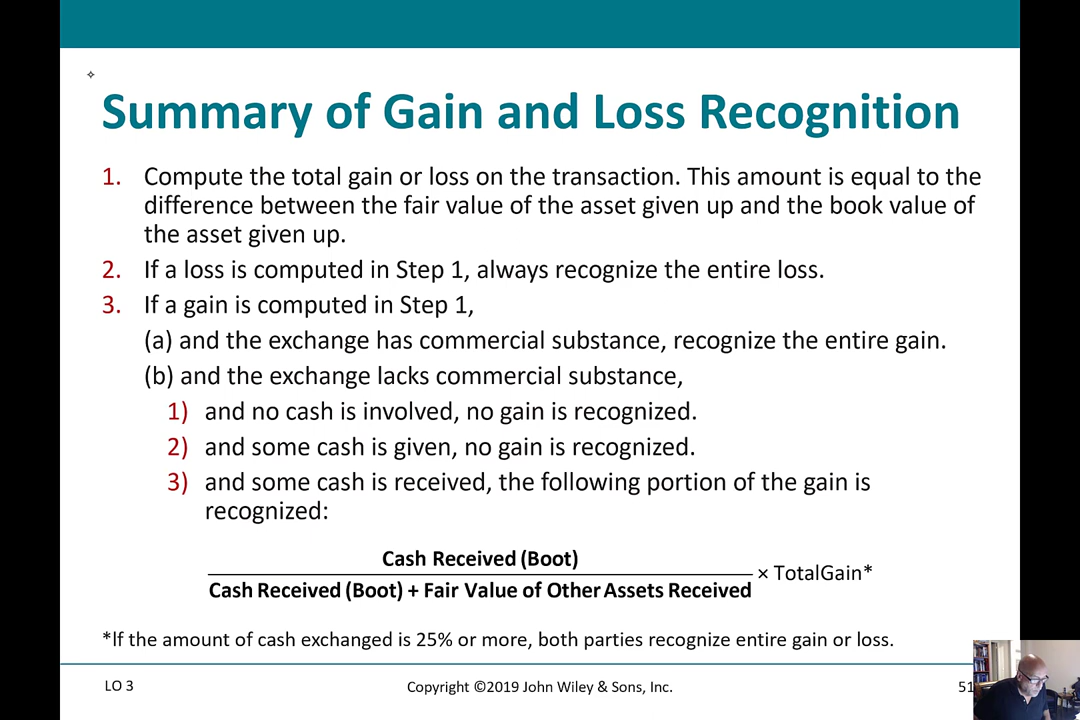 Summary of Gain and Loss Recognition
1. Compute the total gain or loss on the transaction. This amount is equal to the
difference between the fair value of the asset given up and the book value of
the asset given up.
2. If a loss is computed in Step 1, always recognize the entire loss.
3. If a gain is computed in Step 1,
(a) and the exchange has commercial substance, recognize the entire gain.
(b) and the exchange lacks commercial substance,
1) and no cash is involved, no gain is recognized.
2) and some cash is given, no gain is recognized.
3) and some cash is received, the following portion of the gain is
recognized:
Cash Received (Boot)
Cash Received (Boot) + Fair Value of Other Assets Received
× TotalGain*
*If the amount of cash exchanged is 25% or more, both parties recognize entire gain or loss.
LO 3
Copyright ©2019 John Wiley & Sons, Inc.
51